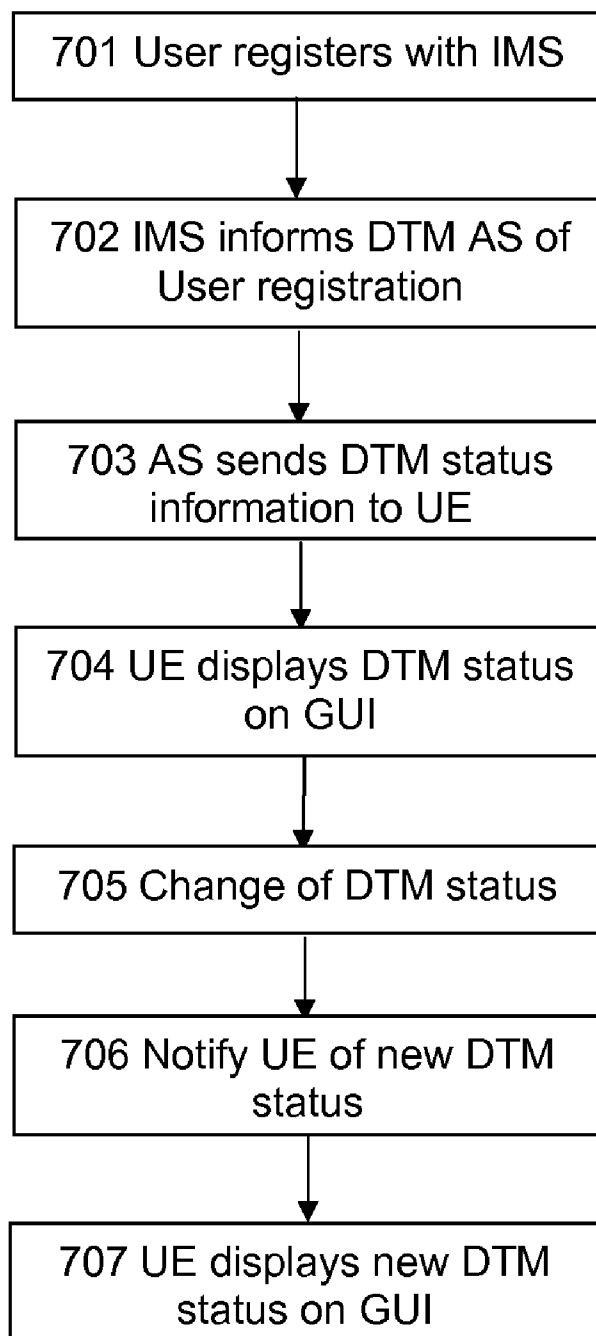 701 User registers with IMS
702 IMS informs DTM AS of
User registration
703 AS sends DTM status
information to UE
704 UE displays DTM status
on GUI
705 Change of DTM status
706 Notify UE of new DTM
status
707 UE displays new DTM
status on GUI